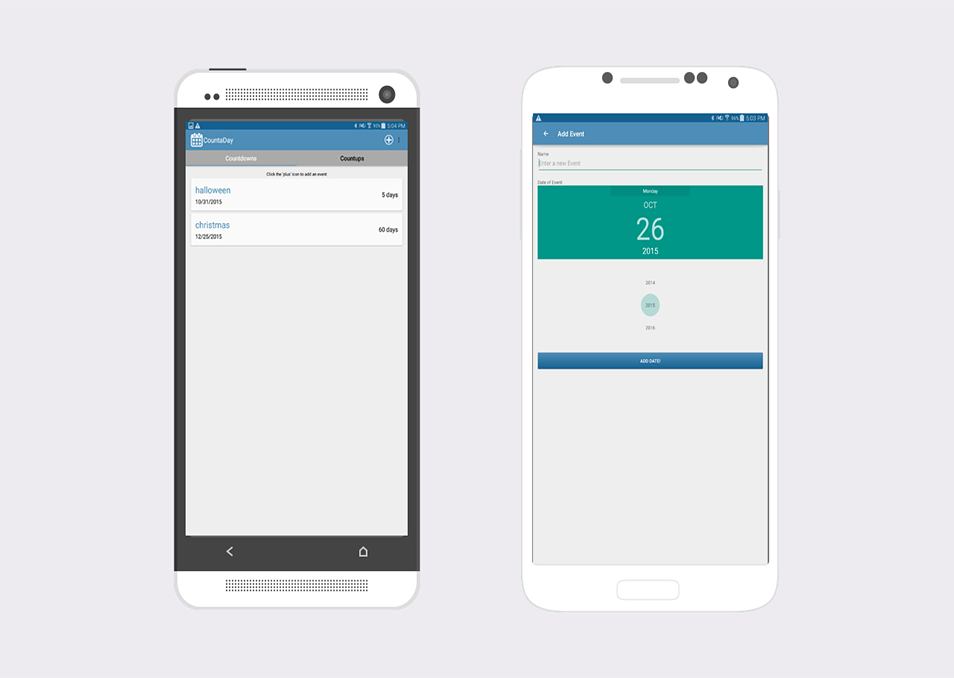 91% 5:04 PM
CountaDay
Countdowns Countups
Click the 'plus' icon to add an event
halloween
10/31/2015
5 days
christmas
12/25/2015
60 days
96% 5:03 PM
Add Event
Name
Enter a new Event
Date of Event:
Monday
OCT
26
2015
2014
2015
2016
ADD DATE!